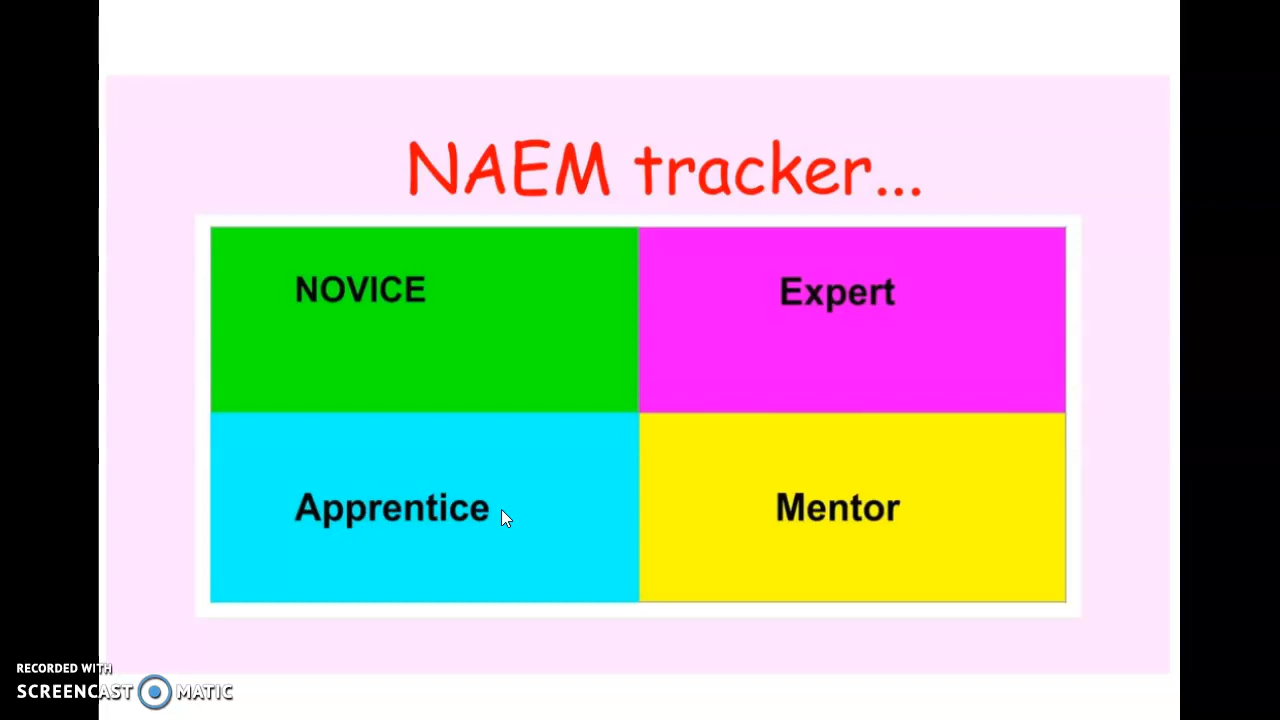 NAEM tracker...
NOVICE
Expert
Apprentice
Mentor
RECORDED WITH
SCREENCAST MATIC